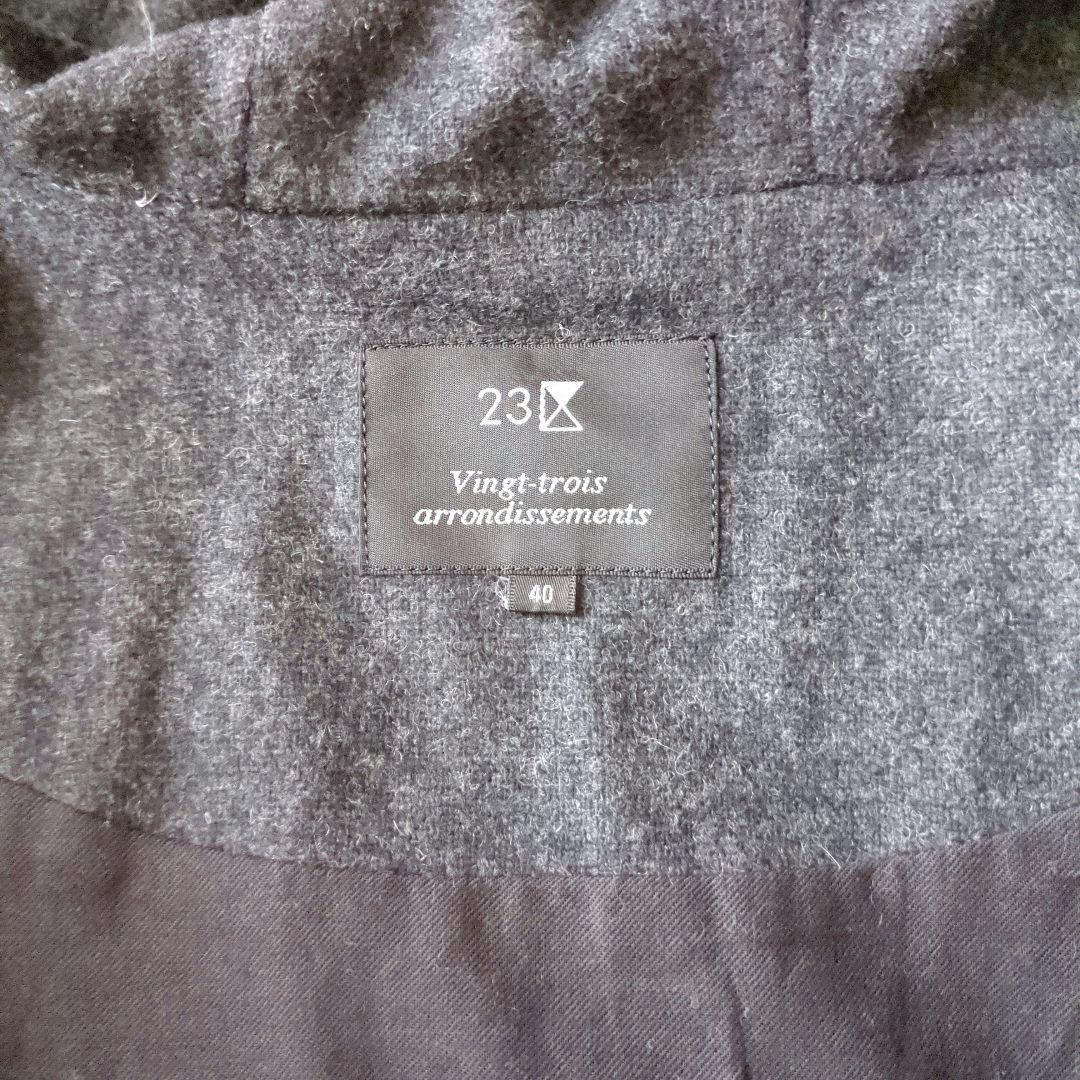 23区
Vingt-trois
arrondissements
40